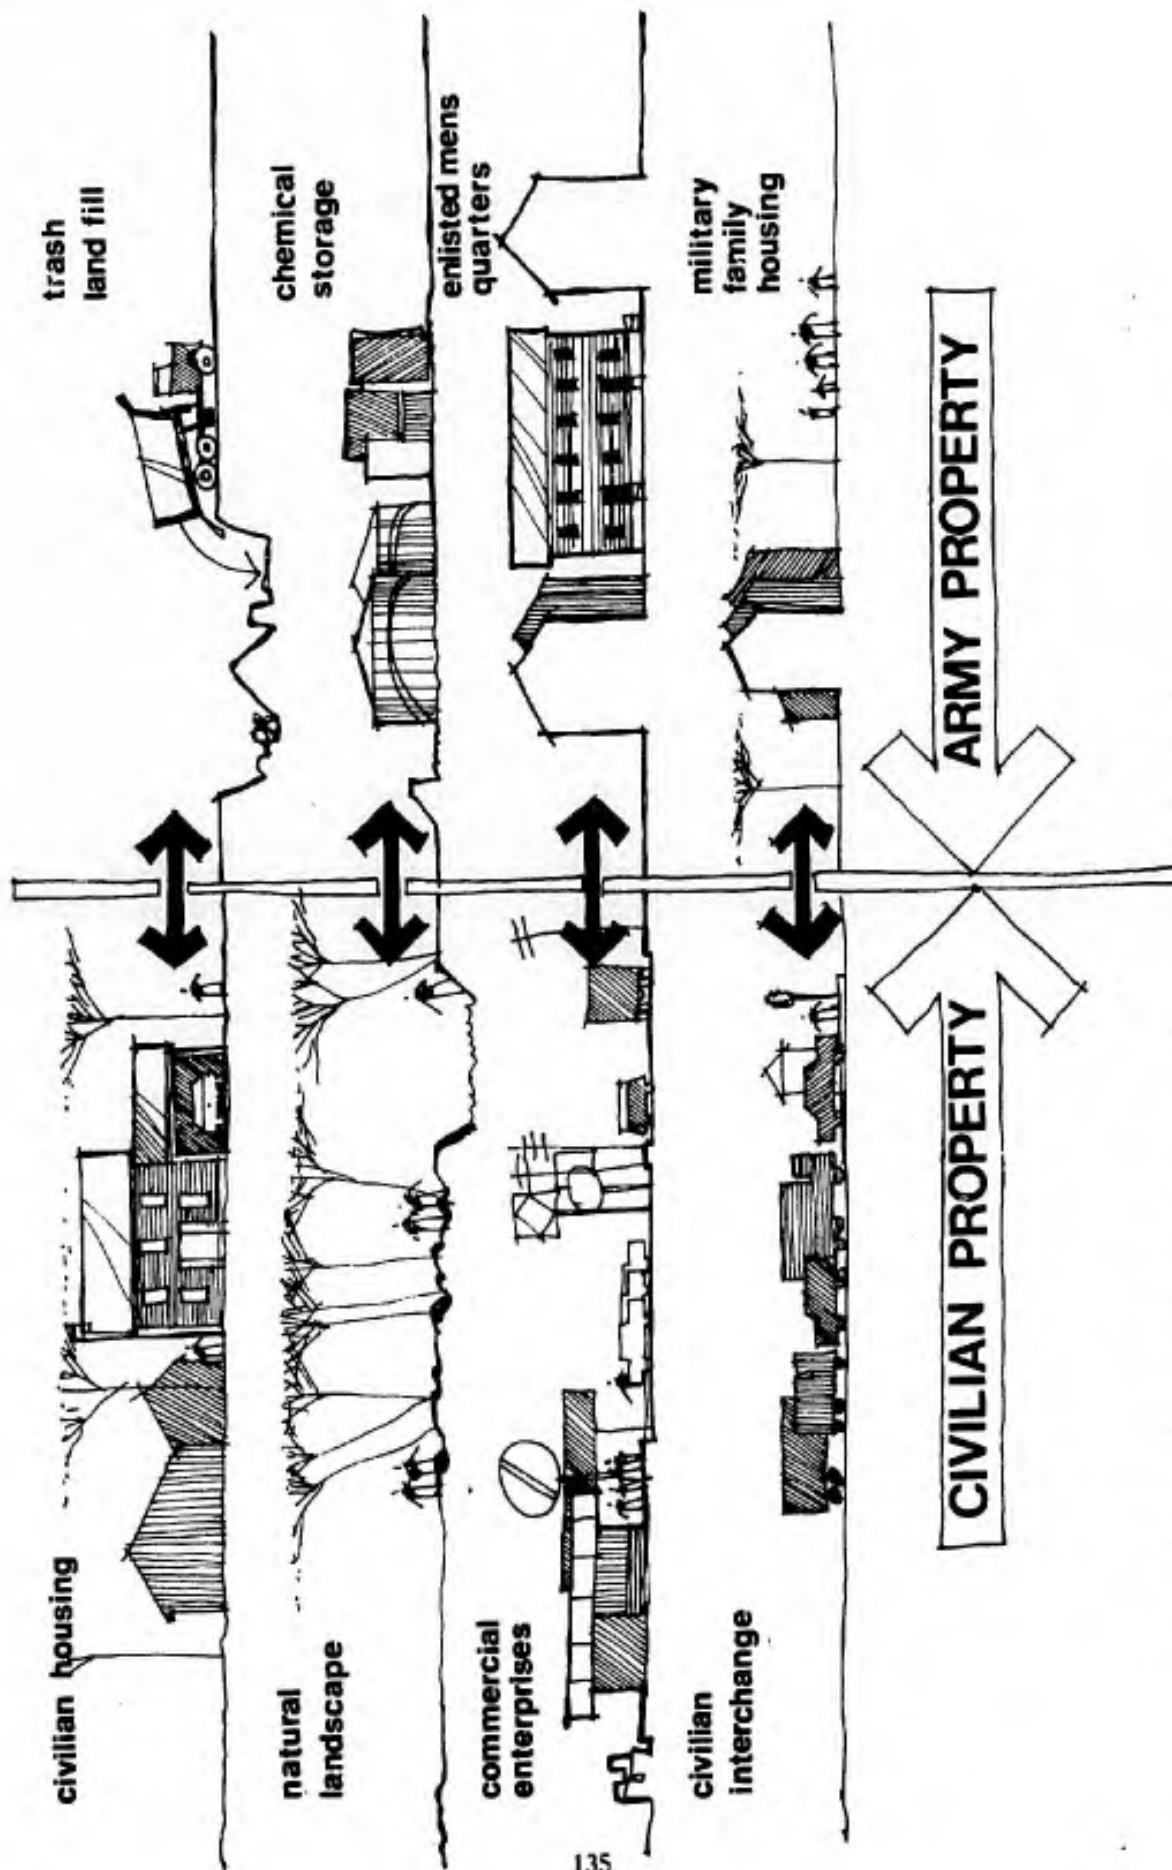 civilian housing
trash
land fill
natural
landscape
chemical
storage
commercial
enterprises
enlisted mens
quarters
civilian
interchange
military
family
housing
CIVILIAN PROPERTY
ARMY PROPERTY
135